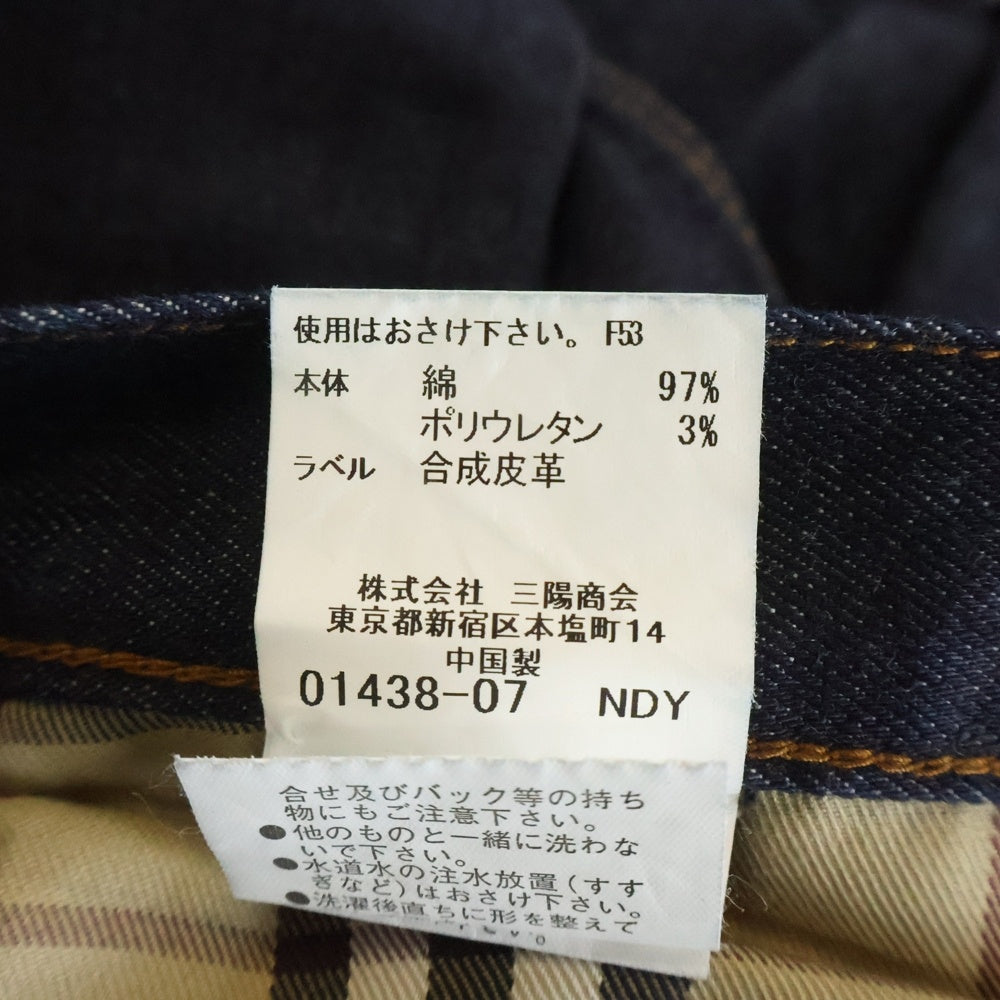 使用はおさけ下さい。 F53
本体 綿 97%
ポリウレタン 3%
ラベル 合成皮革
株式会社 三陽商会
東京都新宿区本塩町14
中国製
01438-07 NDY
合せ及びバック等の持ち
物にもご注意下さい。
●他のものと一緒に洗わな
いで下さい。
●水道水の注水放置(すす
ぎなど)はおさけ下さい。
●洗濯後直ちに形を整えて